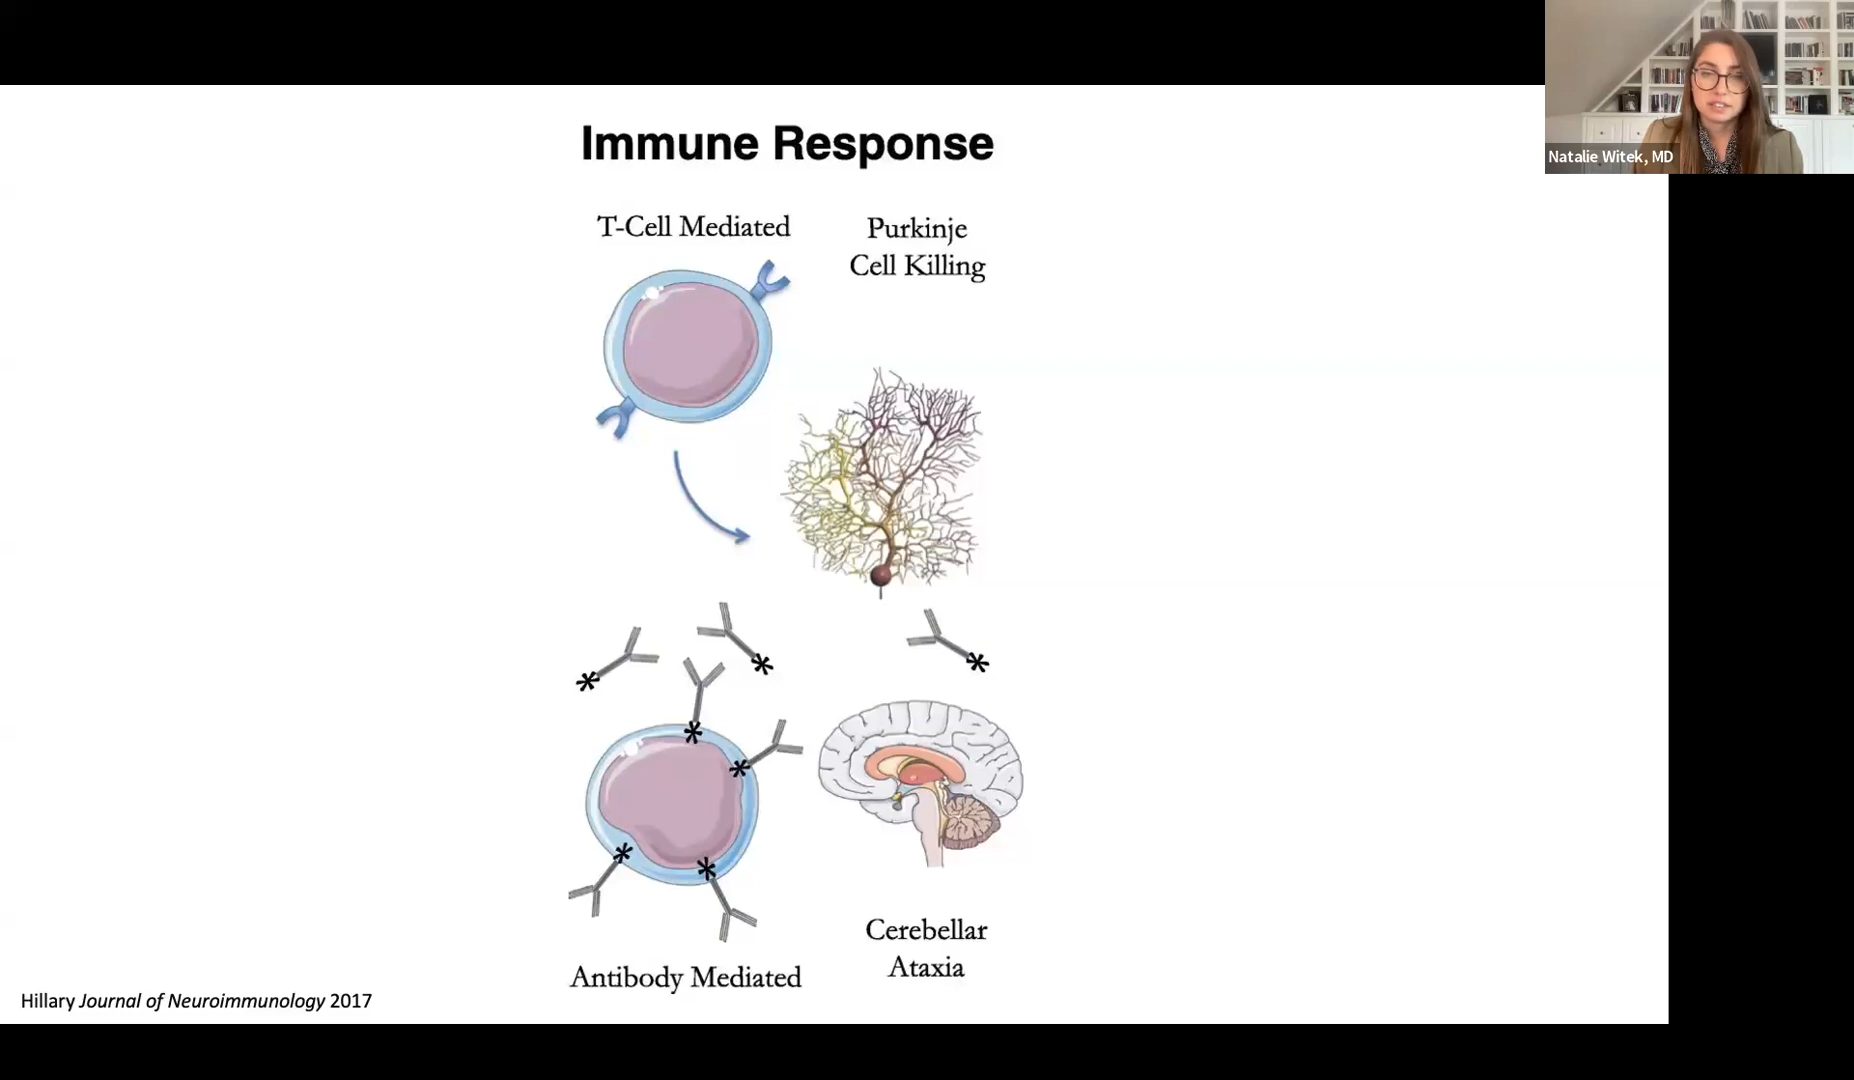 Natalie Witek, MD
Immune Response
T-Cell Mediated
Purkinje
Cell Killing
Cerebellar
Ataxia
Antibody Mediated
Hillary Journal of Neuroimmunology 2017